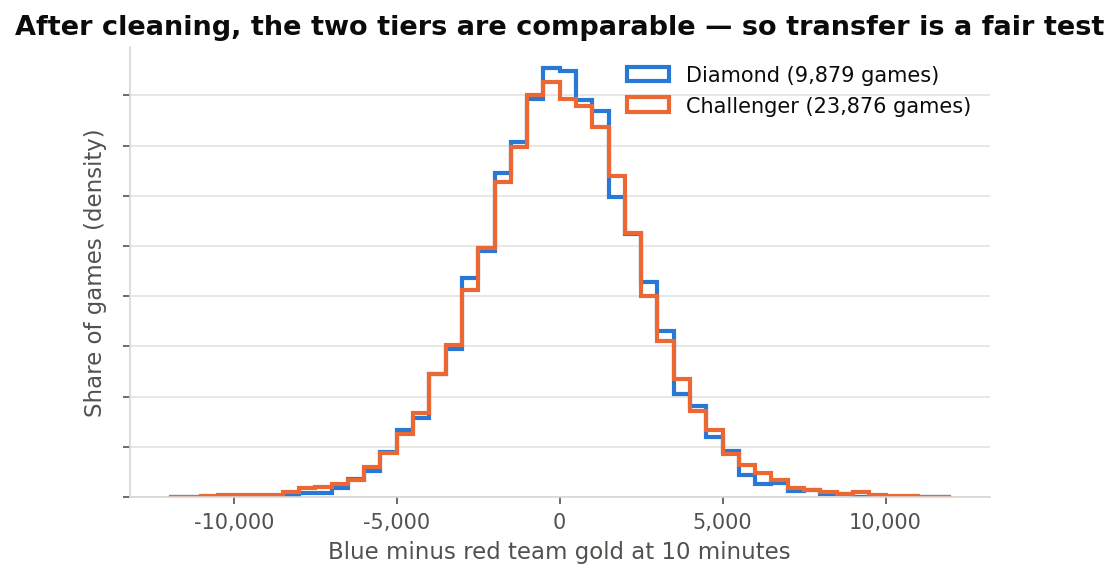 After cleaning, the two tiers are comparable — so transfer is a fair test
Diamond (9,879 games)
Challenger (23,876 games)
Share of games (density)
-10,000
-5,000
0
5,000
10,000
Blue minus red team gold at 10 minutes